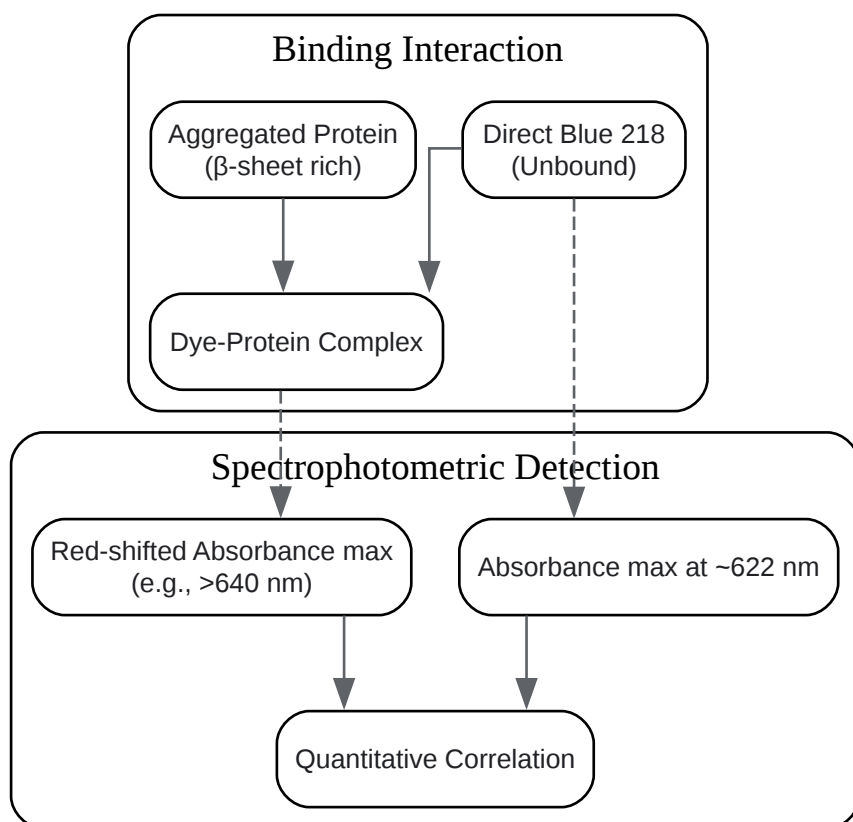 Binding Interaction
Aggregated Protein
(β-sheet rich)
Direct Blue 218
(Unbound)
Dye-Protein Complex
Spectrophotometric Detection
Red-shifted Absorbance max
(e.g., >640 nm)
Absorbance max at ~622 nm
Quantitative Correlation